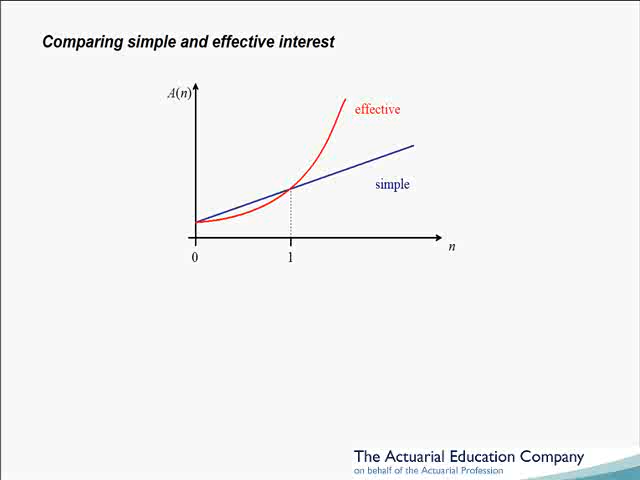 Comparing simple and effective interest
A(n)
effective
simple
n
0
1
The Actuarial Education Company
on behalf of the Actuarial Profession